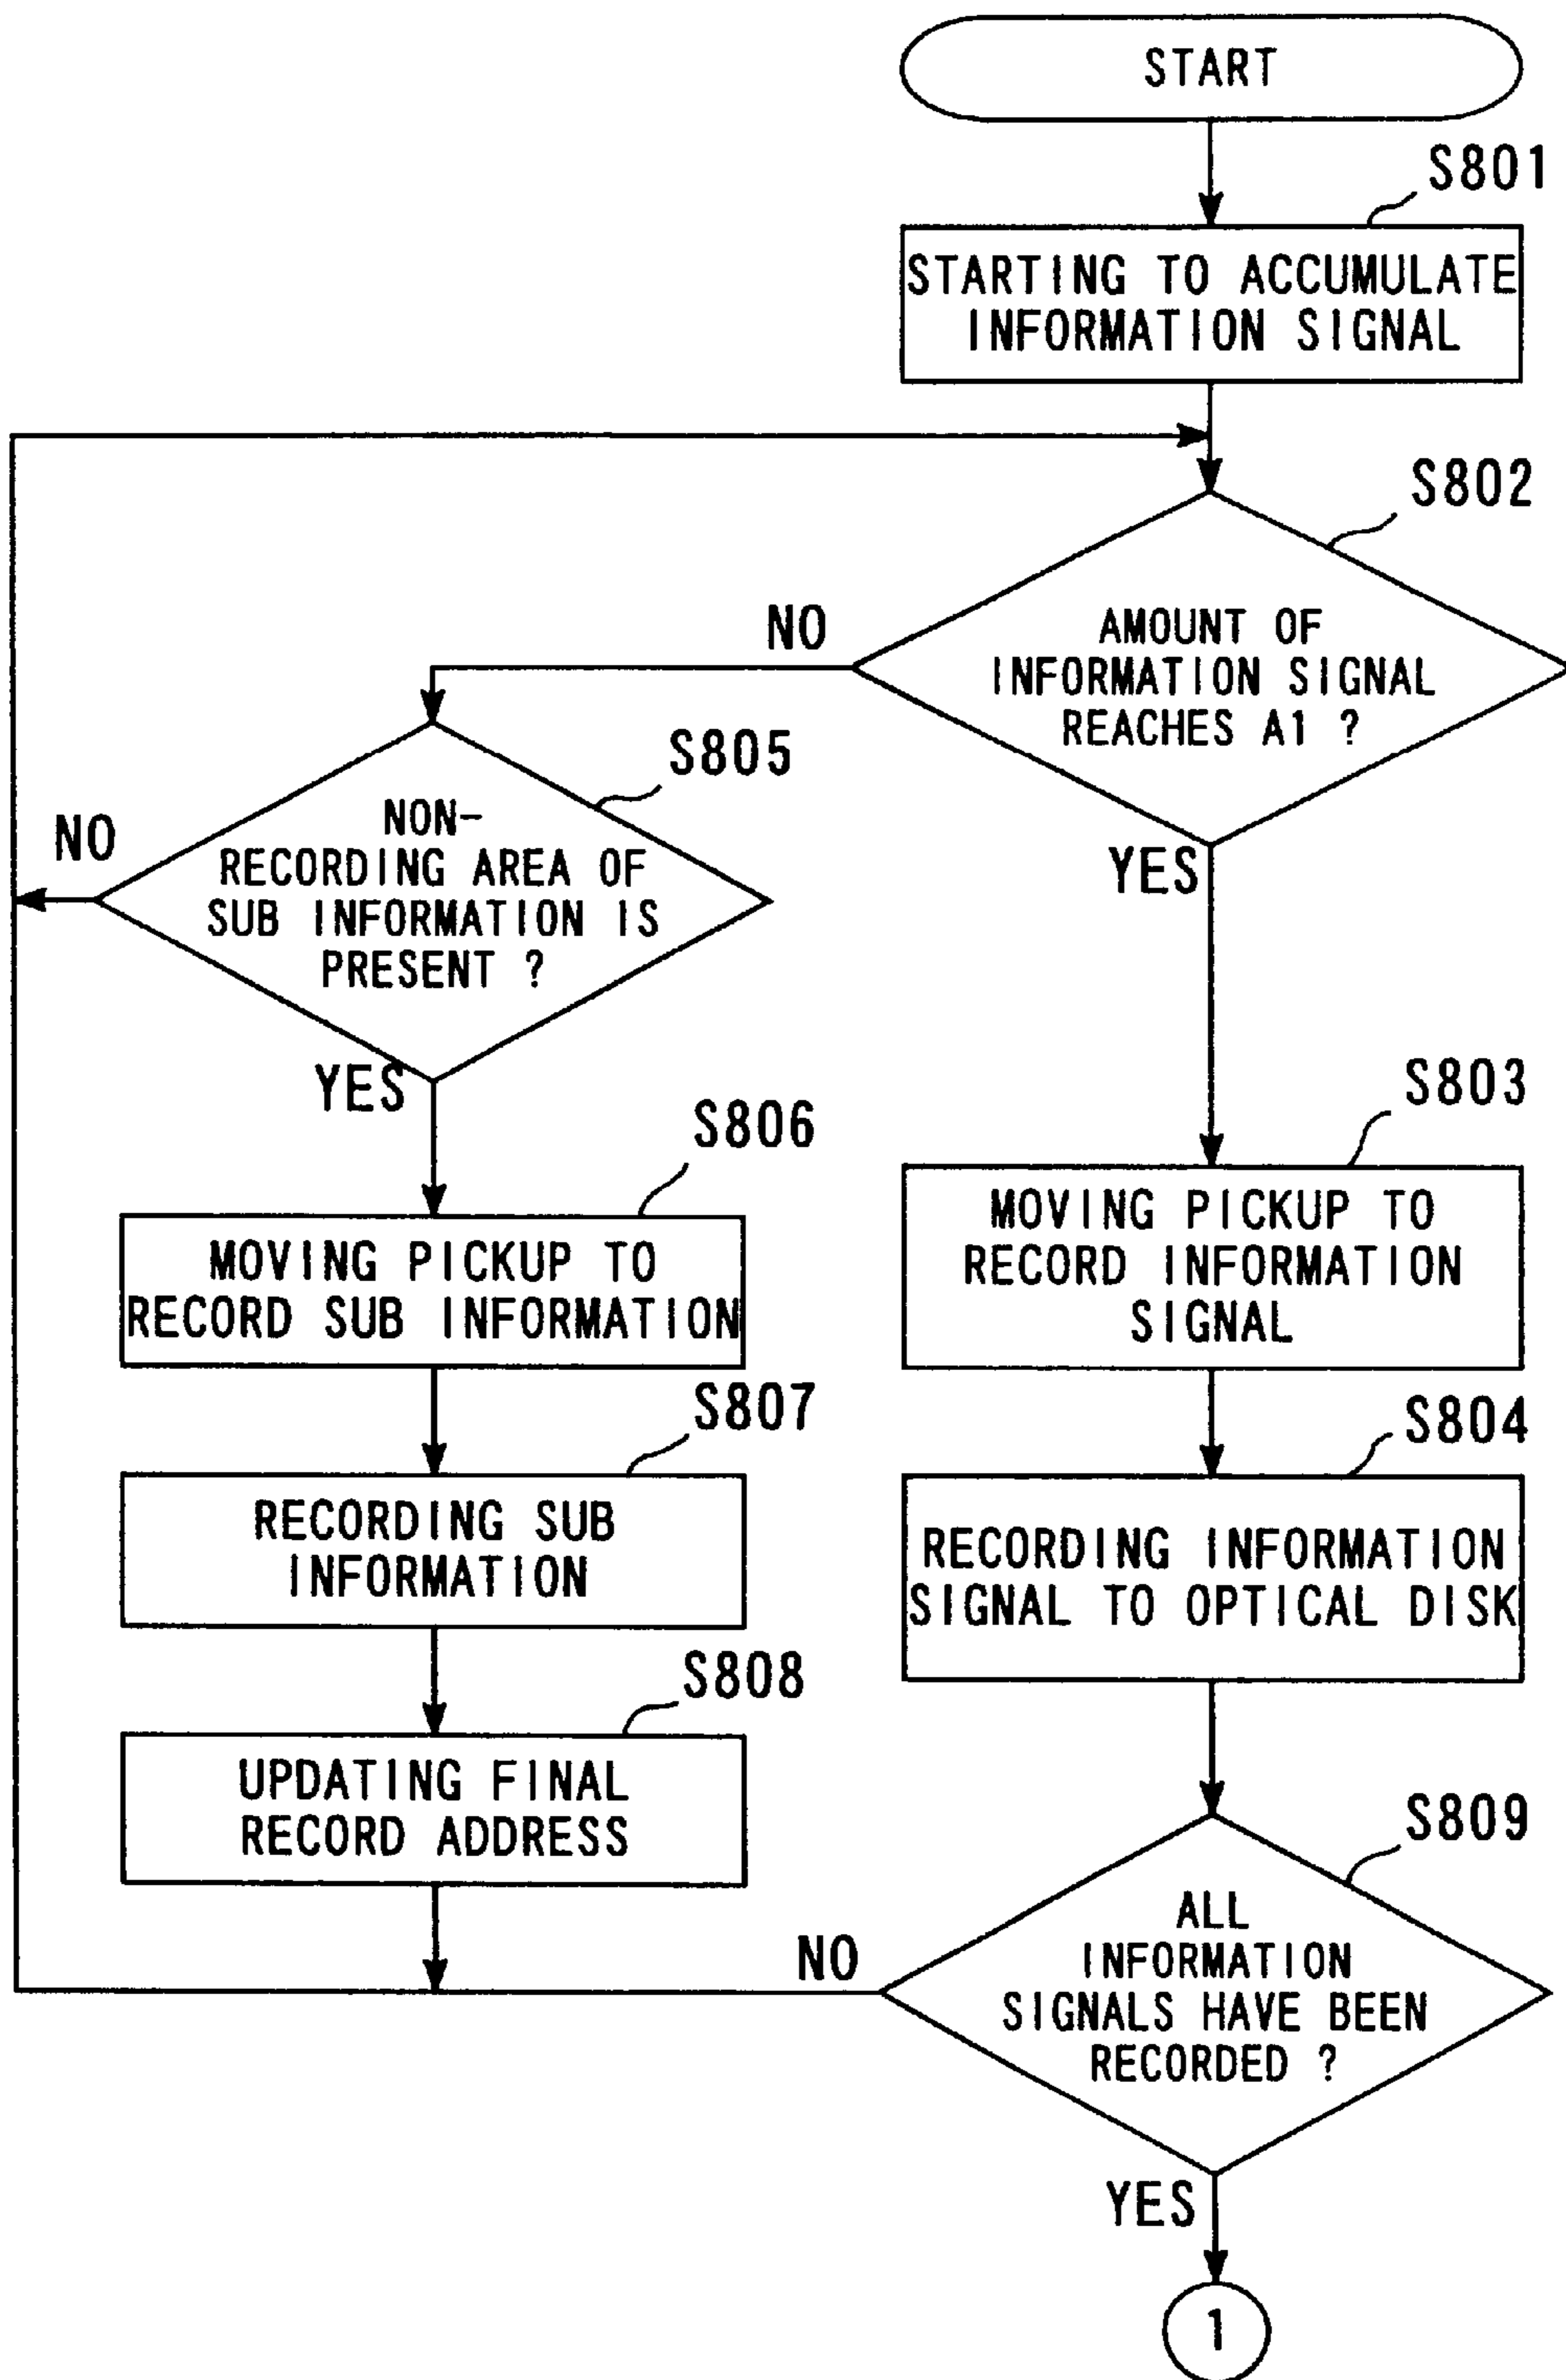 START
S801
STARTING TO ACCUMULATE
INFORMATION SIGNAL
S802
AMOUNT OF
INFORMATION SIGNAL
REACHES A1 ?
NO
YES
S805
NON-
RECORDING AREA OF
SUB INFORMATION IS
PRESENT ?
NO
YES
S806
MOVING PICKUP TO
RECORD SUB INFORMATION
S803
MOVING PICKUP TO
RECORD INFORMATION
SIGNAL
S807
RECORDING SUB
INFORMATION
S804
RECORDING INFORMATION
SIGNAL TO OPTICAL DISK
S808
UPDATING FINAL
RECORD ADDRESS
S809
ALL
INFORMATION
SIGNALS HAVE BEEN
RECORDED ?
NO
YES
1